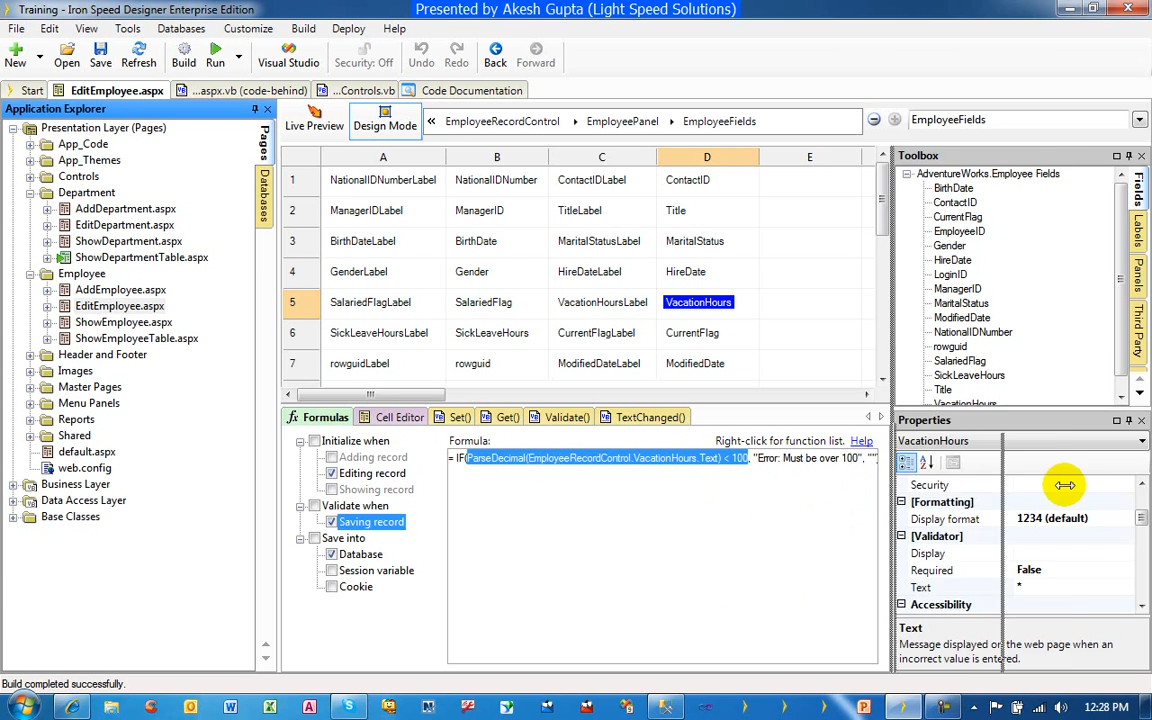 Training - Iron Speed Designer Enterprise Edition
Presented by Akesh Gupta (Light Speed Solutions)
File Edit View Tools Databases Customize Build Deploy Help
New Open Save Refresh Build Run Visual Studio Security: Off Undo Redo Back Forward
Start EditEmployee.aspx ...aspx.vb (code-behind) ...Controls.vb Code Documentation
Application Explorer
Presentation Layer (Pages)
App_Code
App_Themes
Controls
Department
AddDepartment.aspx
EditDepartment.aspx
ShowDepartment.aspx
ShowDepartmentTable.aspx
Employee
AddEmployee.aspx
EditEmployee.aspx
ShowEmployee.aspx
ShowEmployeeTable.aspx
Header and Footer
Images
Master Pages
Menu Panels
Reports
Shared
default.aspx
web.config
Business Layer
Data Access Layer
Base Classes
Pages
Databases
Live Preview Design Mode « EmployeeRecordControl EmployeePanel EmployeeFields EmployeeFields
A B C D E
1 NationalIDNumberLabel NationalIDNumber ContactIDLabel ContactID
2 ManagerIDLabel ManagerID TitleLabel Title
3 BirthDateLabel BirthDate MaritalStatusLabel MaritalStatus
4 GenderLabel Gender HireDateLabel HireDate
5 SalariedFlagLabel SalariedFlag VacationHoursLabel VacationHours
6 SickLeaveHoursLabel SickLeaveHours CurrentFlagLabel CurrentFlag
7 rowguidLabel rowguid ModifiedDateLabel ModifiedDate
Formulas Cell Editor Set() Get() Validate() TextChanged()
Initialize when
Adding record
Editing record
Showing record
Validate when
Saving record
Save into
Database
Session variable
Cookie
Formula: Right-click for function list. Help
= IF(ParseDecimal(EmployeeRecordControl.VacationHours.Text) < 100, "Error: Must be over 100", "")
Toolbox
AdventureWorks.Employee Fields
BirthDate
ContactID
CurrentFlag
EmployeeID
Gender
HireDate
LoginID
ManagerID
MaritalStatus
ModifiedDate
NationalIDNumber
rowguid
SalariedFlag
SickLeaveHours
Title
VacationHours
Fields
Labels
Panels
Third Party
Properties
VacationHours
Security
[Formatting]
Display format 1234 (default)
[Validator]
Display
Required False
Text *
Accessibility
Text
Message displayed on the web page when an
incorrect value is entered.
Build completed successfully.
12:28 PM